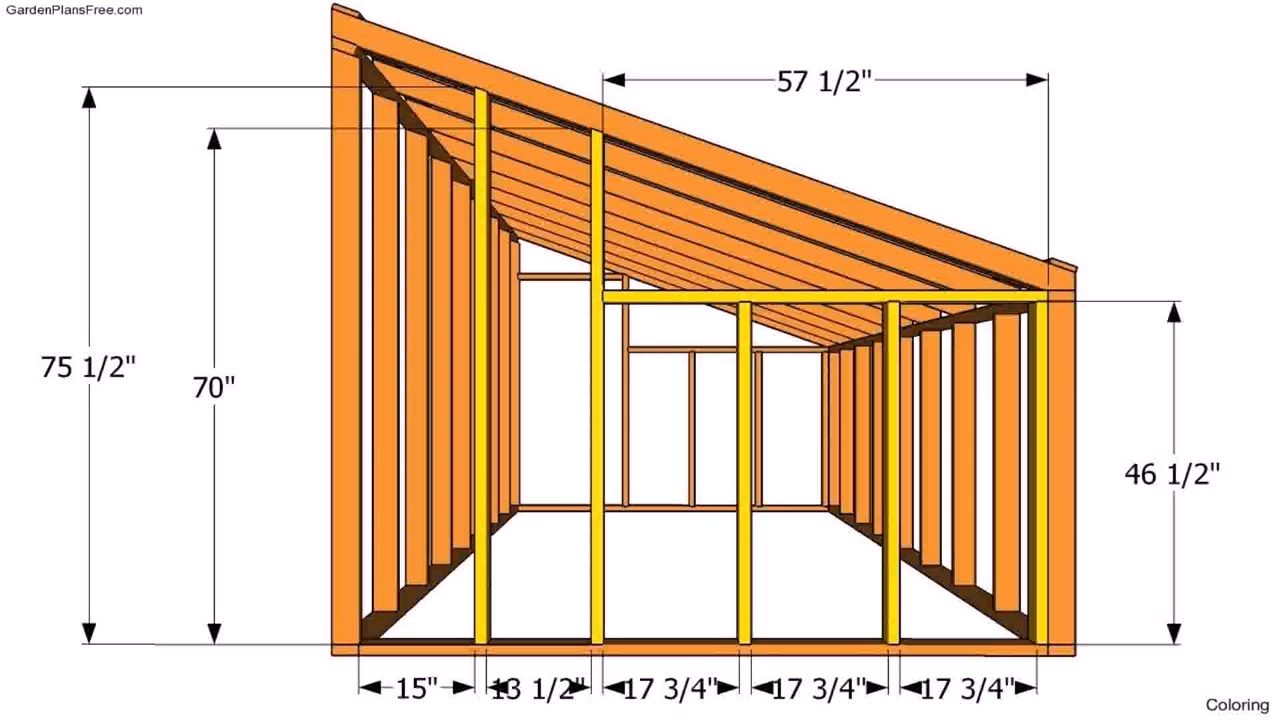 GardenPlansFree.com
57 1/2"
75 1/2"
70"
46 1/2"
15" 13 1/2" 17 3/4" 17 3/4" 17 3/4"
Coloring